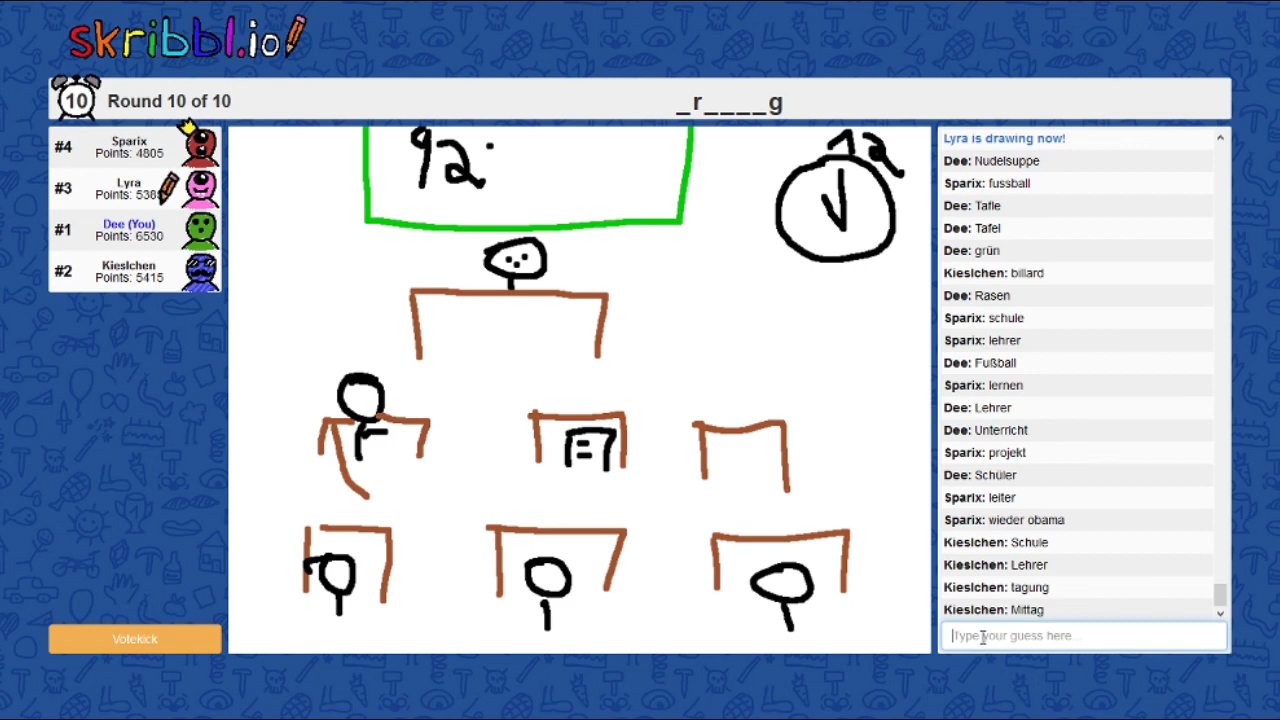 skribbl.io
10 Round 10 of 10 _r____g
#4 Sparix
Points: 4805
#3 Lyra
Points: 5385
#1 Dee (You)
Points: 6530
#2 Kieslchen
Points: 5415
Votekick
92:
12
Lyra is drawing now!
Dee: Nudelsuppe
Sparix: fussball
Dee: Tafle
Dee: Tafel
Dee: grün
Kieslchen: billard
Dee: Rasen
Sparix: schule
Sparix: lehrer
Dee: Fußball
Sparix: lernen
Dee: Lehrer
Dee: Unterricht
Sparix: projekt
Dee: Schüler
Sparix: leiter
Sparix: wieder obama
Kieslchen: Schule
Kieslchen: Lehrer
Kieslchen: tagung
Kieslchen: Mittag
Type your guess here...